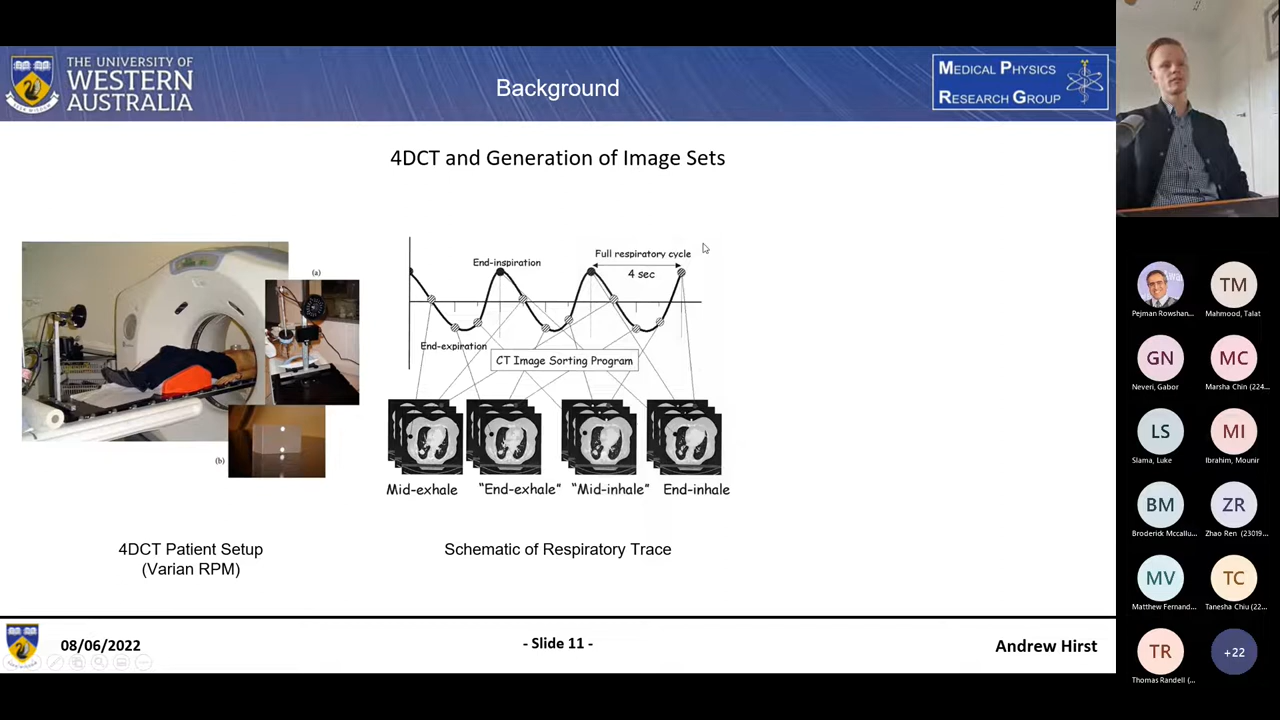 THE UNIVERSITY OF
WESTERN
AUSTRALIA
Background
MEDICAL PHYSICS
RESEARCH GROUP
4DCT and Generation of Image Sets
(a)
(b)
End-inspiration
Full respiratory cycle
4 sec
End-expiration
CT Image Sorting Program
Mid-exhale
“End-exhale”
“Mid-inhale”
End-inhale
4DCT Patient Setup
(Varian RPM)
Schematic of Respiratory Trace
08/06/2022
- Slide 11 -
Andrew Hirst
Pejman Rowshan...
TM
Mahmood, Talat
GN
Neveri, Gabor
MC
Marsha Chin (224...
LS
Slama, Luke
MI
Ibrahim, Mounir
BM
Broderick Mccallu...
ZR
Zhao Ren (23019...
MV
Matthew Fernand...
TC
Tanesha Chiu (22...
TR
Thomas Randell (...
+22